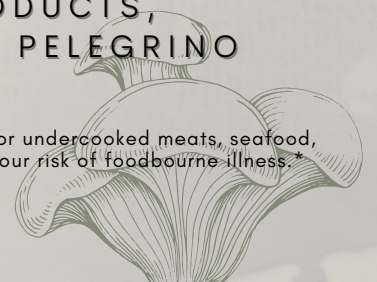 ODUCTS,
PELEGRINO
or undercooked meats, seafood,
our risk of foodbourne illness.*